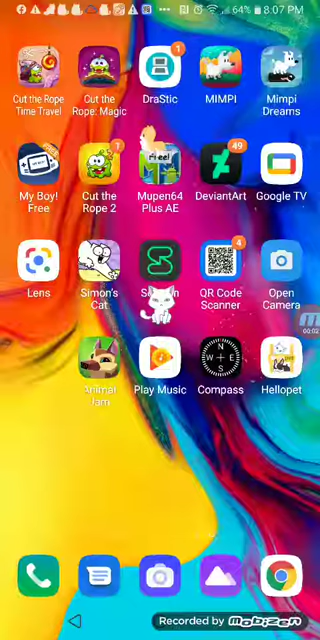 64% 8:07 PM
1
Cut the Rope DraStic MIMPI Mimpi
Time Travel Rope: Magic Dreams
7
Free!
49
My Boy! Cut the Mupen64 DeviantArt Google TV
Free Rope 2 Plus AE
4
Lens Simon's QR Code Open
Cat Scanner Camera
00:02
N
W E
S
Animal Play Music Compass Hellopet
Jam
Recorded by Mobizen